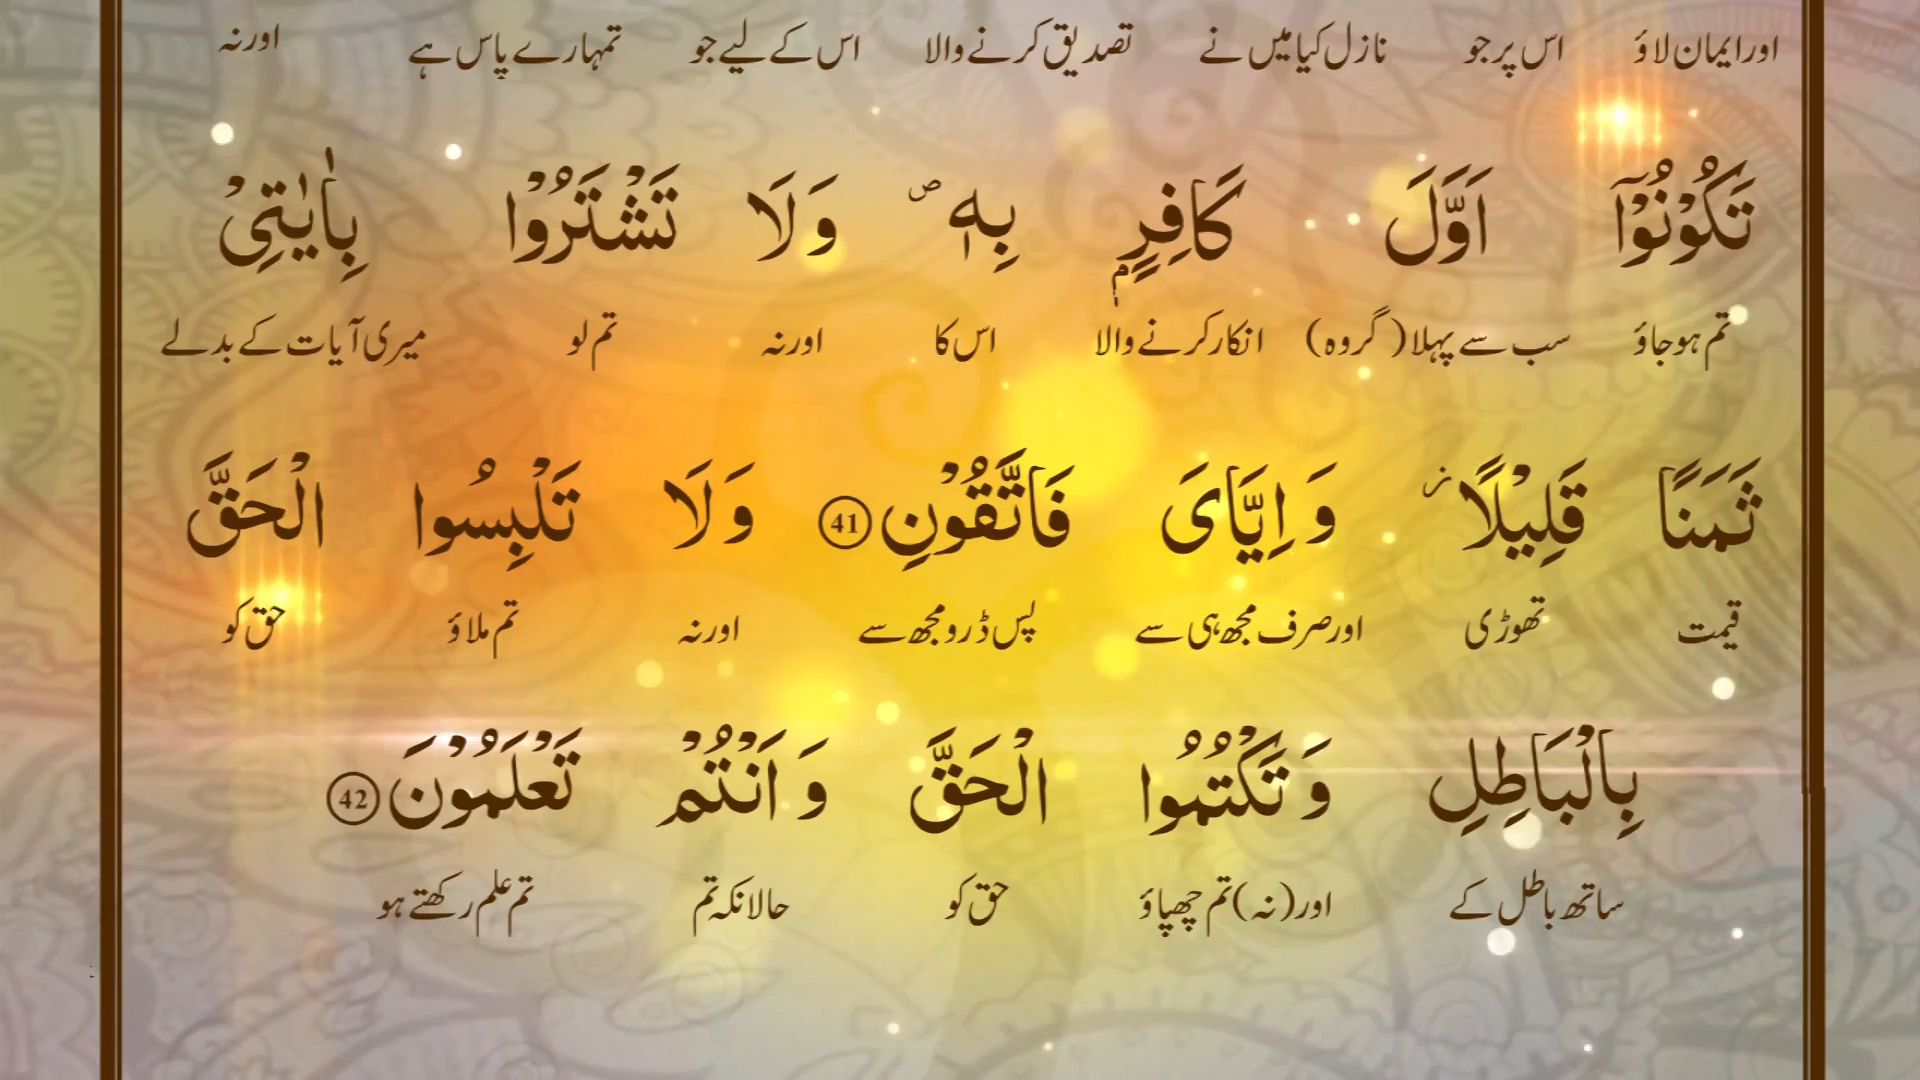 اور ایمان لاؤ اس پر جو نازل کیا میں نے تصدیق کرنے والا اس کے لیے جو تمہارے پاس ہے اور نہ
تَكُوْنُوْۤا اَوَّلَ كَافِرٍۭ بِهٖ۪ وَلَا تَشْتَرُوْا بِاٰيٰتِيْ
تم ہو جاؤ سب سے پہلا (گروہ) انکار کرنے والا اس کا اور نہ تم لو میری آیات کے بدلے
ثَمَنًا قَلِيْلًا٘ وَاِيَّايَ فَاتَّقُوْنِ 41 وَلَا تَلْبِسُوا الْحَقَّ
قیمت تھوڑی اور صرف مجھ ہی سے پس ڈرو مجھ سے اور نہ تم ملاؤ حق کو
بِالْبَاطِلِ وَتَكْتُمُوا الْحَقَّ وَاَنْتُمْ تَعْلَمُوْنَ 42
ساتھ باطل کے اور (نہ) تم چھپاؤ حق کو حالانکہ تم تم علم رکھتے ہو